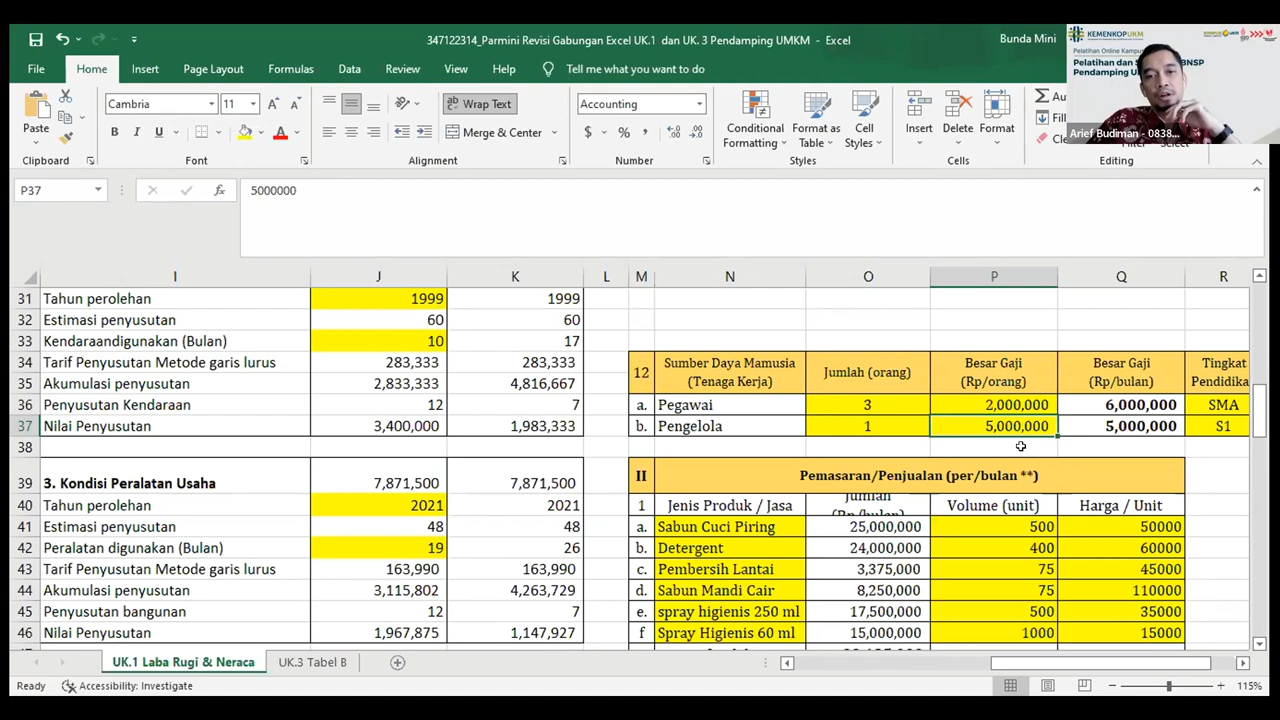 347122314_Parmini Revisi Gabungan Excel UK.1 dan UK. 3 Pendamping UMKM - Excel
Bunda Mini
KEMENKOPUKM
Pelatihan Online Kampus
Pelatihan dan S BNSP
Pendamping U
Arief Budiman - 0838...
File Home Insert Page Layout Formulas Data Review View Help Tell me what you want to do
Cambria 11 Wrap Text Accounting
Paste B I U Merge & Center $ % Conditional Formatting Format as Table Cell Styles Insert Delete Format
Clipboard Font Alignment Number Styles Cells Editing
P37 fx 5000000
I J K L M N O P Q R
31 Tahun perolehan 1999 1999
32 Estimasi penyusutan 60 60
33 Kendaraandigunakan (Bulan) 10 17
34 Tarif Penyusutan Metode garis lurus 283,333 283,333 12 Sumber Daya Mamusia Jumlah (orang) Besar Gaji Besar Gaji Tingkat
35 Akumulasi penyusutan 2,833,333 4,816,667 (Tenaga Kerja) (Rp/orang) (Rp/bulan) Pendidika
36 Penyusutan Kendaraan 12 7 a. Pegawai 3 2,000,000 6,000,000 SMA
37 Nilai Penyusutan 3,400,000 1,983,333 b. Pengelola 1 5,000,000 5,000,000 S1
38
39 3. Kondisi Peralatan Usaha 7,871,500 7,871,500 II Pemasaran/Penjualan (per/bulan **)
40 Tahun perolehan 2021 2021 1 Jenis Produk / Jasa Jumlah Volume (unit) Harga / Unit
41 Estimasi penyusutan 48 48 a. Sabun Cuci Piring 25,000,000 500 50000
42 Peralatan digunakan (Bulan) 19 26 b. Detergent 24,000,000 400 60000
43 Tarif Penyusutan Metode garis lurus 163,990 163,990 c. Pembersih Lantai 3,375,000 75 45000
44 Akumulasi penyusutan 3,115,802 4,263,729 d. Sabun Mandi Cair 8,250,000 75 110000
45 Penyusutan bangunan 12 7 e. spray higienis 250 ml 17,500,000 500 35000
46 Nilai Penyusutan 1,967,875 1,147,927 f Spray Higienis 60 ml 15,000,000 1000 15000
UK.1 Laba Rugi & Neraca UK.3 Tabel B
Ready Accessibility: Investigate 115%